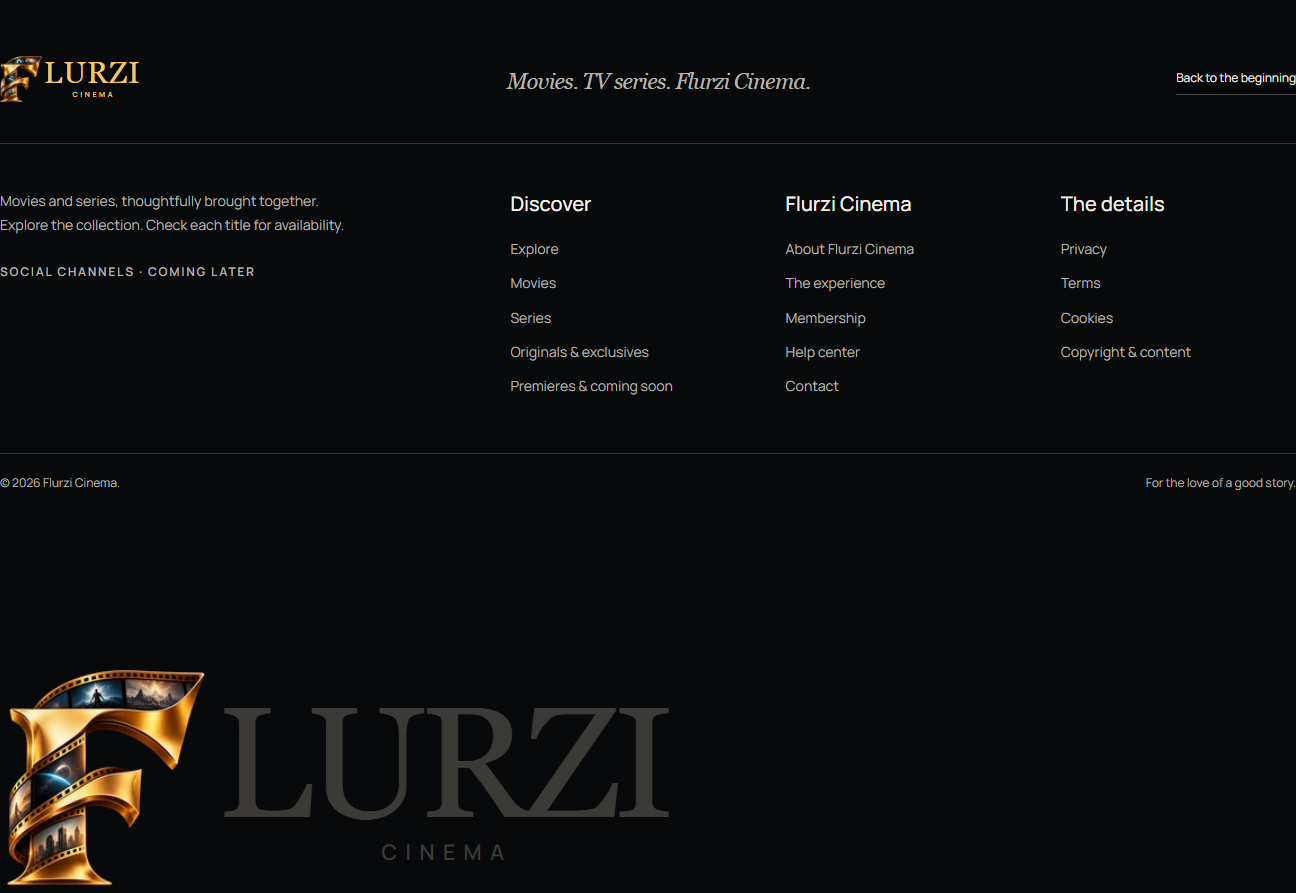 FLURZI
CINEMA
Movies. TV series. Flurzi Cinema.
Back to the beginning
Movies and series, thoughtfully brought together.
Explore the collection. Check each title for availability.
SOCIAL CHANNELS · COMING LATER
Discover
Explore
Movies
Series
Originals & exclusives
Premieres & coming soon
Flurzi Cinema
About Flurzi Cinema
The experience
Membership
Help center
Contact
The details
Privacy
Terms
Cookies
Copyright & content
© 2026 Flurzi Cinema.
For the love of a good story.
FLURZI
CINEMA